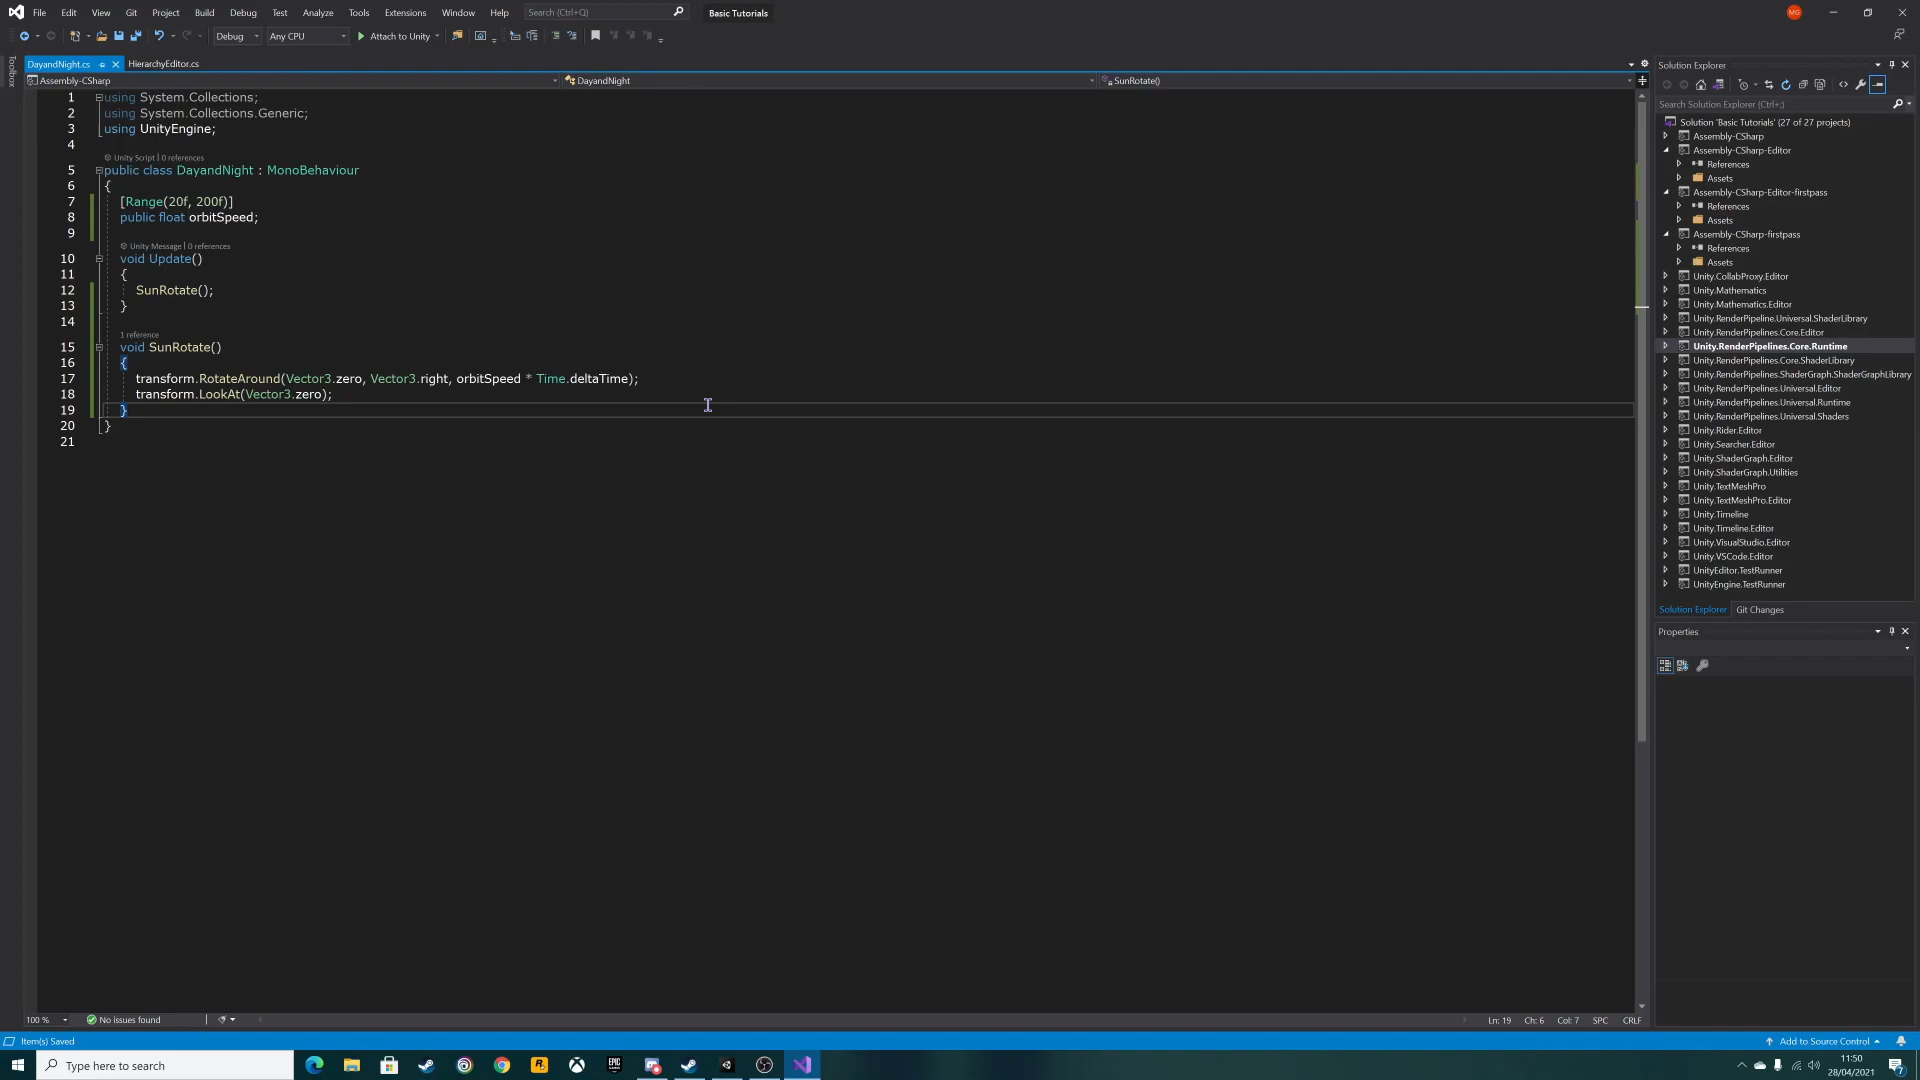 File Edit View Git Project Build Debug Test Analyze Tools Extensions Window Help Search (Ctrl+Q) Basic Tutorials MG
Debug Any CPU Attach to Unity
Toolbox
DayandNight.cs HierarchyEditor.cs
Assembly-CSharp DayandNight SunRotate()
1 using System.Collections;
2 using System.Collections.Generic;
3 using UnityEngine;
4
Unity Script | 0 references
5 public class DayandNight : MonoBehaviour
6 {
7 [Range(20f, 200f)]
8 public float orbitSpeed;
9
Unity Message | 0 references
10 void Update()
11 {
12 SunRotate();
13 }
14
1 reference
15 void SunRotate()
16 {
17 transform.RotateAround(Vector3.zero, Vector3.right, orbitSpeed * Time.deltaTime);
18 transform.LookAt(Vector3.zero);
19 }
20 }
21
Solution Explorer
Search Solution Explorer (Ctrl+;)
Solution 'Basic Tutorials' (27 of 27 projects)
Assembly-CSharp
Assembly-CSharp-Editor
References
Assets
Assembly-CSharp-Editor-firstpass
References
Assets
Assembly-CSharp-firstpass
References
Assets
Unity.CollabProxy.Editor
Unity.Mathematics
Unity.Mathematics.Editor
Unity.RenderPipeline.Universal.ShaderLibrary
Unity.RenderPipelines.Core.Editor
Unity.RenderPipelines.Core.Runtime
Unity.RenderPipelines.Core.ShaderLibrary
Unity.RenderPipelines.ShaderGraph.ShaderGraphLibrary
Unity.RenderPipelines.Universal.Editor
Unity.RenderPipelines.Universal.Runtime
Unity.RenderPipelines.Universal.Shaders
Unity.Rider.Editor
Unity.Searcher.Editor
Unity.ShaderGraph.Editor
Unity.ShaderGraph.Utilities
Unity.TextMeshPro
Unity.TextMeshPro.Editor
Unity.Timeline
Unity.Timeline.Editor
Unity.VisualStudio.Editor
Unity.VSCode.Editor
UnityEditor.TestRunner
UnityEngine.TestRunner
Solution Explorer Git Changes
Properties
100 % No issues found Ln: 19 Ch: 6 Col: 7 SPC CRLF
Item(s) Saved Add to Source Control
Type here to search EPIC GAMES 11:50
28/04/2021 7